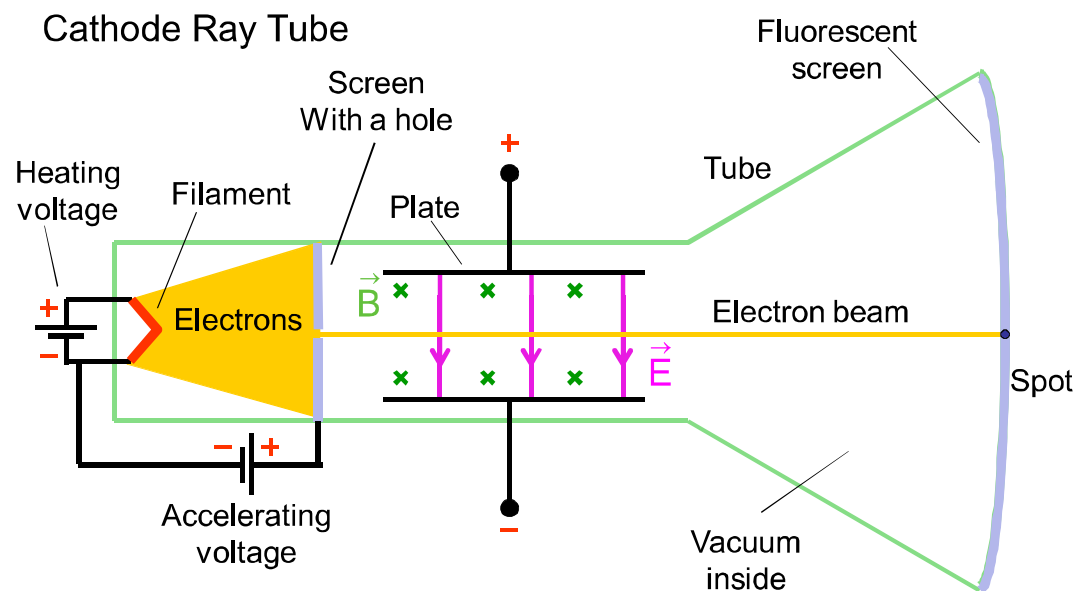 Cathode Ray Tube
Fluorescent
screen
Screen
With a hole
+
Heating
voltage
Filament
Plate
Tube
B
×
×
×
+
Electrons
Electron beam
−
×
×
×
E
Spot
−
+
Accelerating
voltage
−
Vacuum
inside